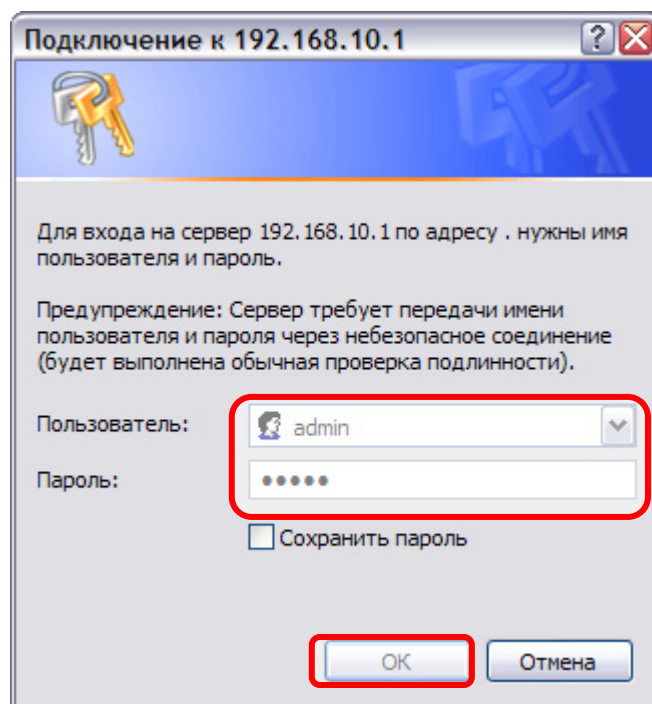 Подключение к 192.168.10.1
Для входа на сервер 192.168.10.1 по адресу . нужны имя
пользователя и пароль.
Предупреждение: Сервер требует передачи имени
пользователя и пароля через небезопасное соединение
(будет выполнена обычная проверка подлинности).
Пользователь: admin
Пароль: •••••
Сохранить пароль
ОК Отмена